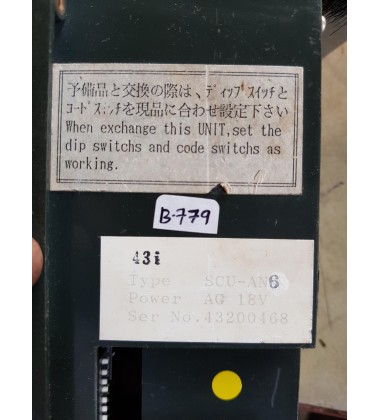 予備品と交換の際は、ディップスイッチと
コードスイッチを現品に合わせ設定下さい
When exchange this UNIT,set the
dip switchs and code switchs as
working.
B-779
43i
Type SCU-AN6
Power AC 18V
Ser No.43200468